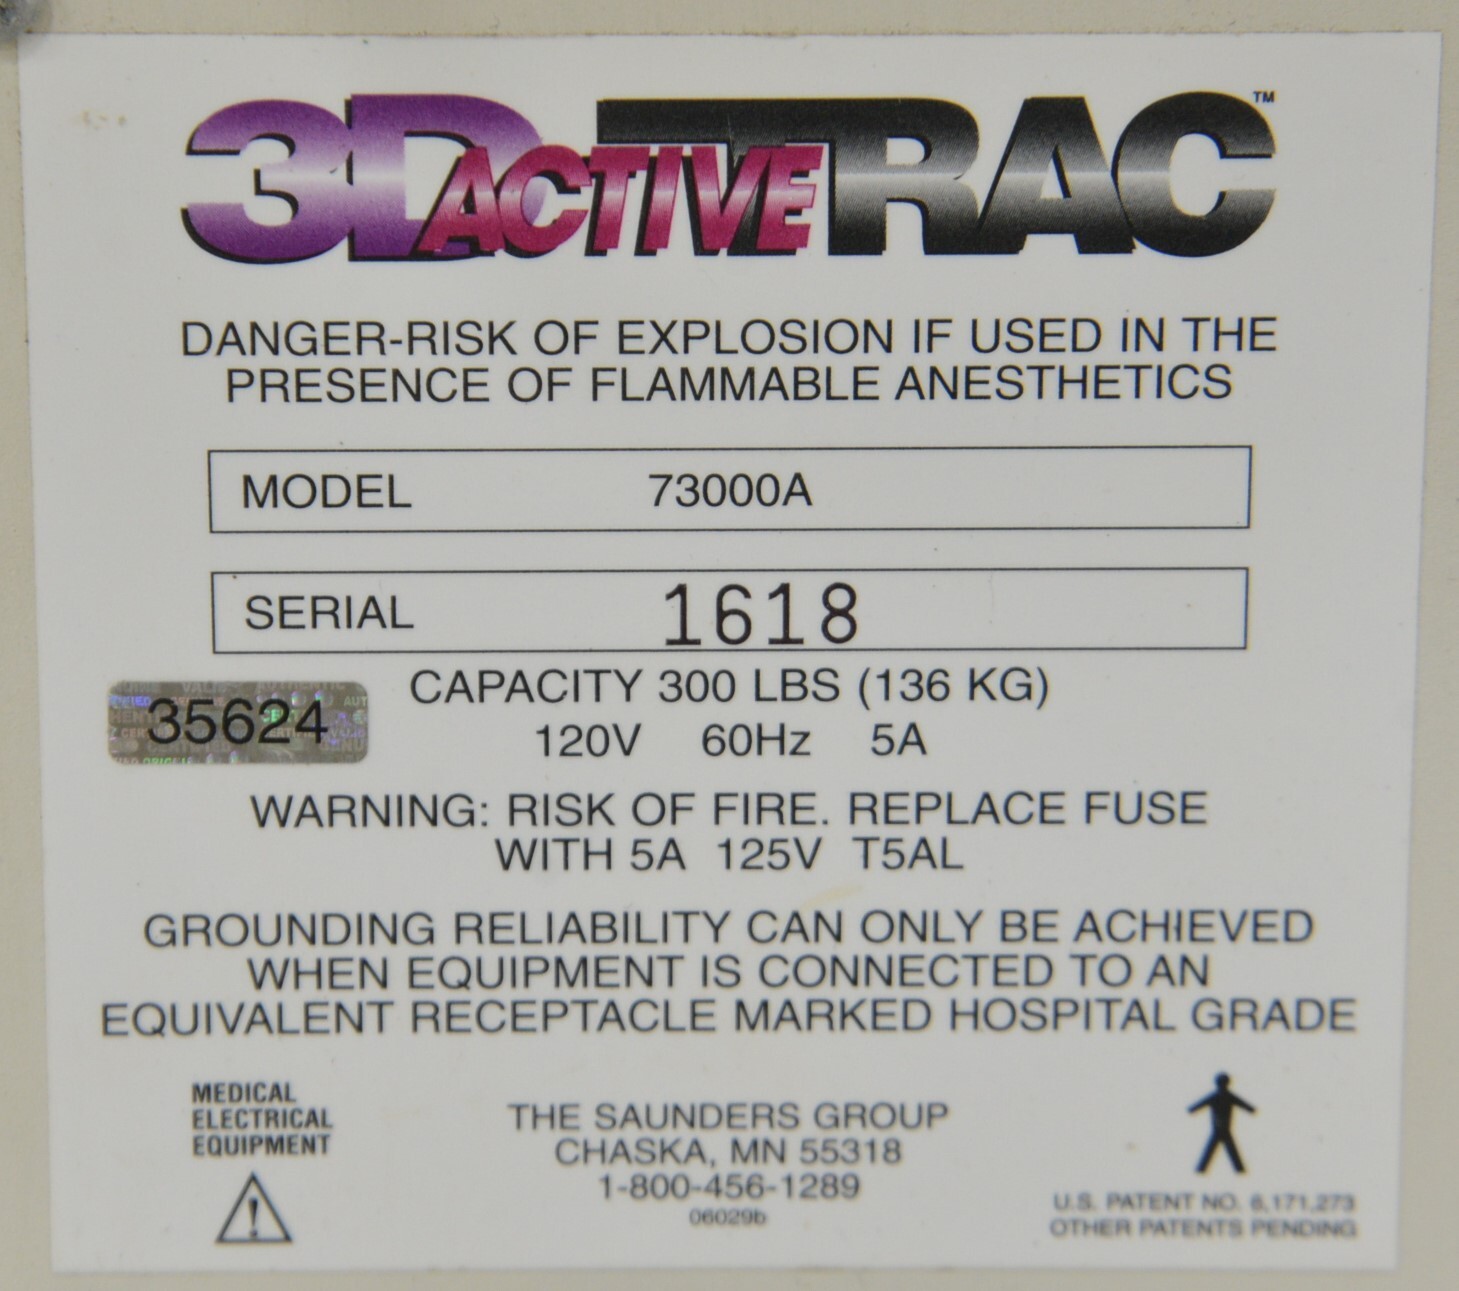 3D ACTIVE TRAC™
DANGER-RISK OF EXPLOSION IF USED IN THE
PRESENCE OF FLAMMABLE ANESTHETICS
MODEL 73000A
SERIAL 1618
CAPACITY 300 LBS (136 KG)
35624
120V 60Hz 5A
WARNING: RISK OF FIRE. REPLACE FUSE
WITH 5A 125V T5AL
GROUNDING RELIABILITY CAN ONLY BE ACHIEVED
WHEN EQUIPMENT IS CONNECTED TO AN
EQUIVALENT RECEPTACLE MARKED HOSPITAL GRADE
MEDICAL
ELECTRICAL
EQUIPMENT
!
THE SAUNDERS GROUP
CHASKA, MN 55318
1-800-456-1289
06029b
U.S. PATENT NO. 6,171,273
OTHER PATENTS PENDING